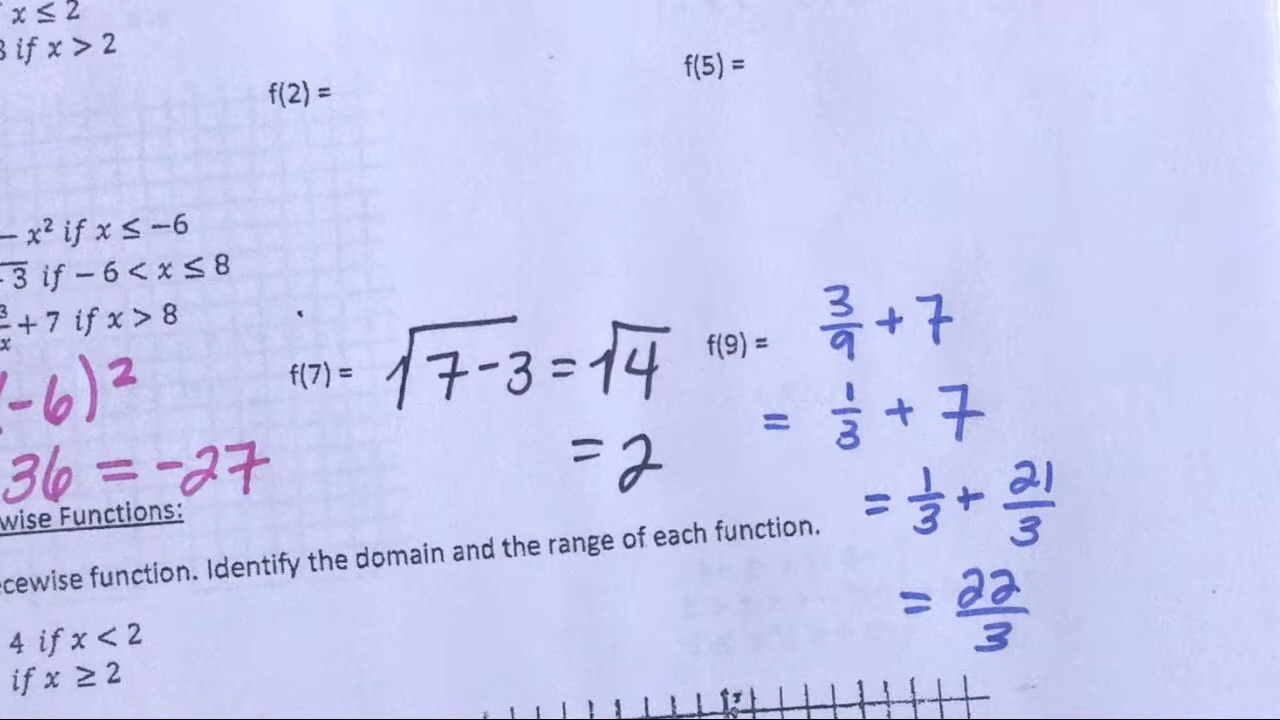 x ≤ 2
3 if x > 2
f(2) =
f(5) =
− x² if x ≤ −6
3 if − 6 < x ≤ 8
3/x + 7 if x > 8
f(7) = √7-3 = √4
= 2
f(9) = 3/9 + 7
= 1/3 + 7
= 1/3 + 21/3
= 22/3
(-6)²
36 = -27
wise Functions:
cewise function. Identify the domain and the range of each function.
4 if x < 2
if x ≥ 2